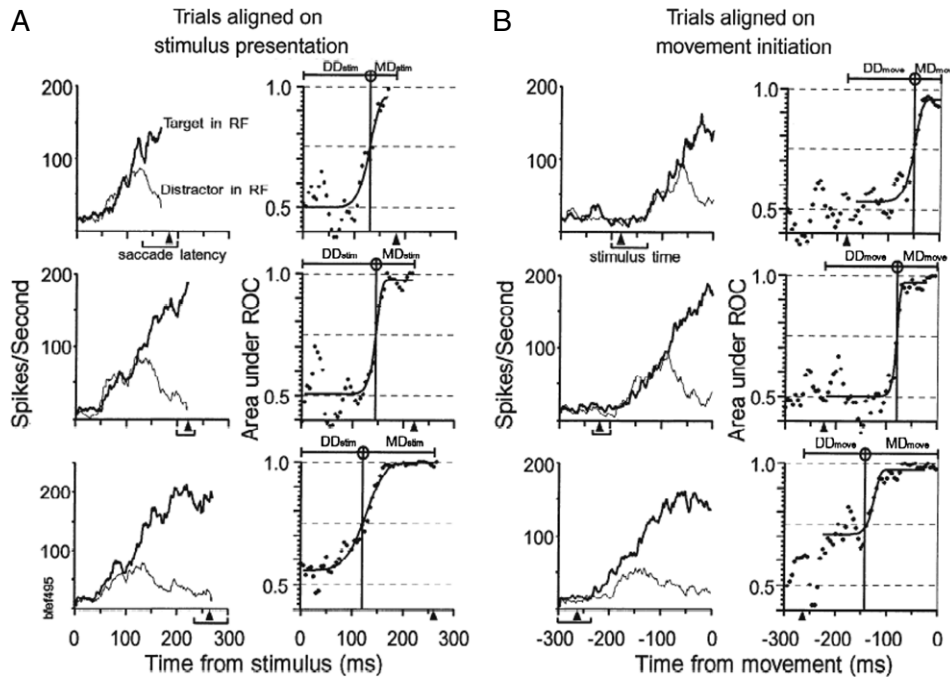 A
Trials aligned on
stimulus presentation
B
Trials aligned on
movement initiation
DDstim MDstim
DDmove MDmov
200
100
Target in RF
Distractor in RF
1.0
0.5
200
100
1.0
0.5
saccade latency
stimulus time
DDstim MDstim
DDmove MDmove
200
100
0
1.0
0.5
200
100
0
1.0
0.5
Spikes/Second
Area under ROC
Spikes/Second
Area under ROC
DDstim MDstim
DDmove MDmove
200
100
1.0
0.5
200
100
1.0
0.5
bfef495
0 100 200 300
0 100 200 300
-300 -200 -100 0
-300 -200 -100 0
Time from stimulus (ms)
Time from movement (ms)